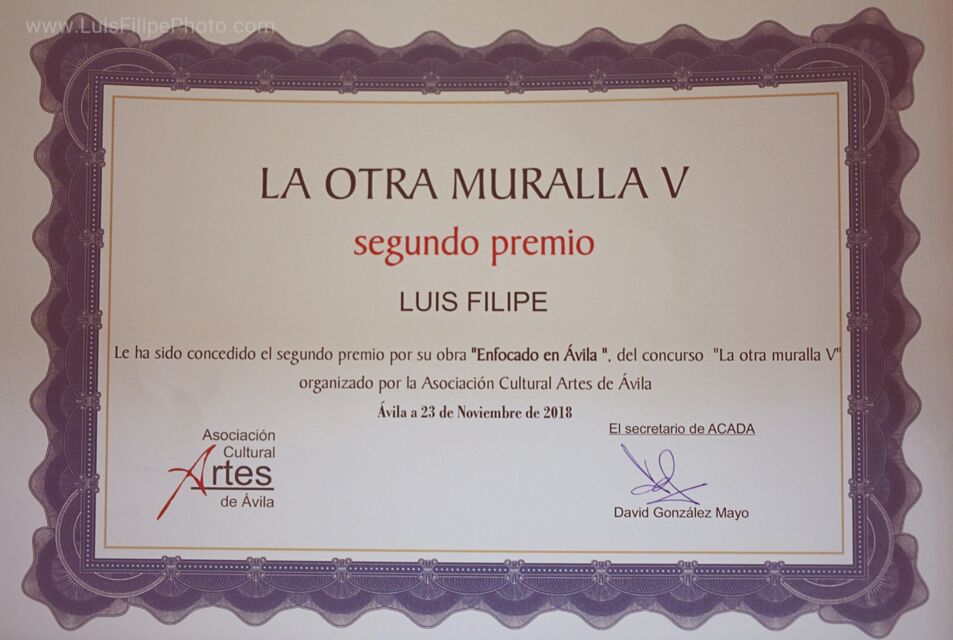 www.LuisFilipePhoto.com
LA OTRA MURALLA V
segundo premio
LUIS FILIPE
Le ha sido concedido el segundo premio por su obra "Enfocado en Ávila ", del concurso "La otra muralla V"
organizado por la Asociación Cultural Artes de Ávila
Ávila a 23 de Noviembre de 2018
Asociación
Cultural
Artes
de Ávila
El secretario de ACADA
David González Mayo